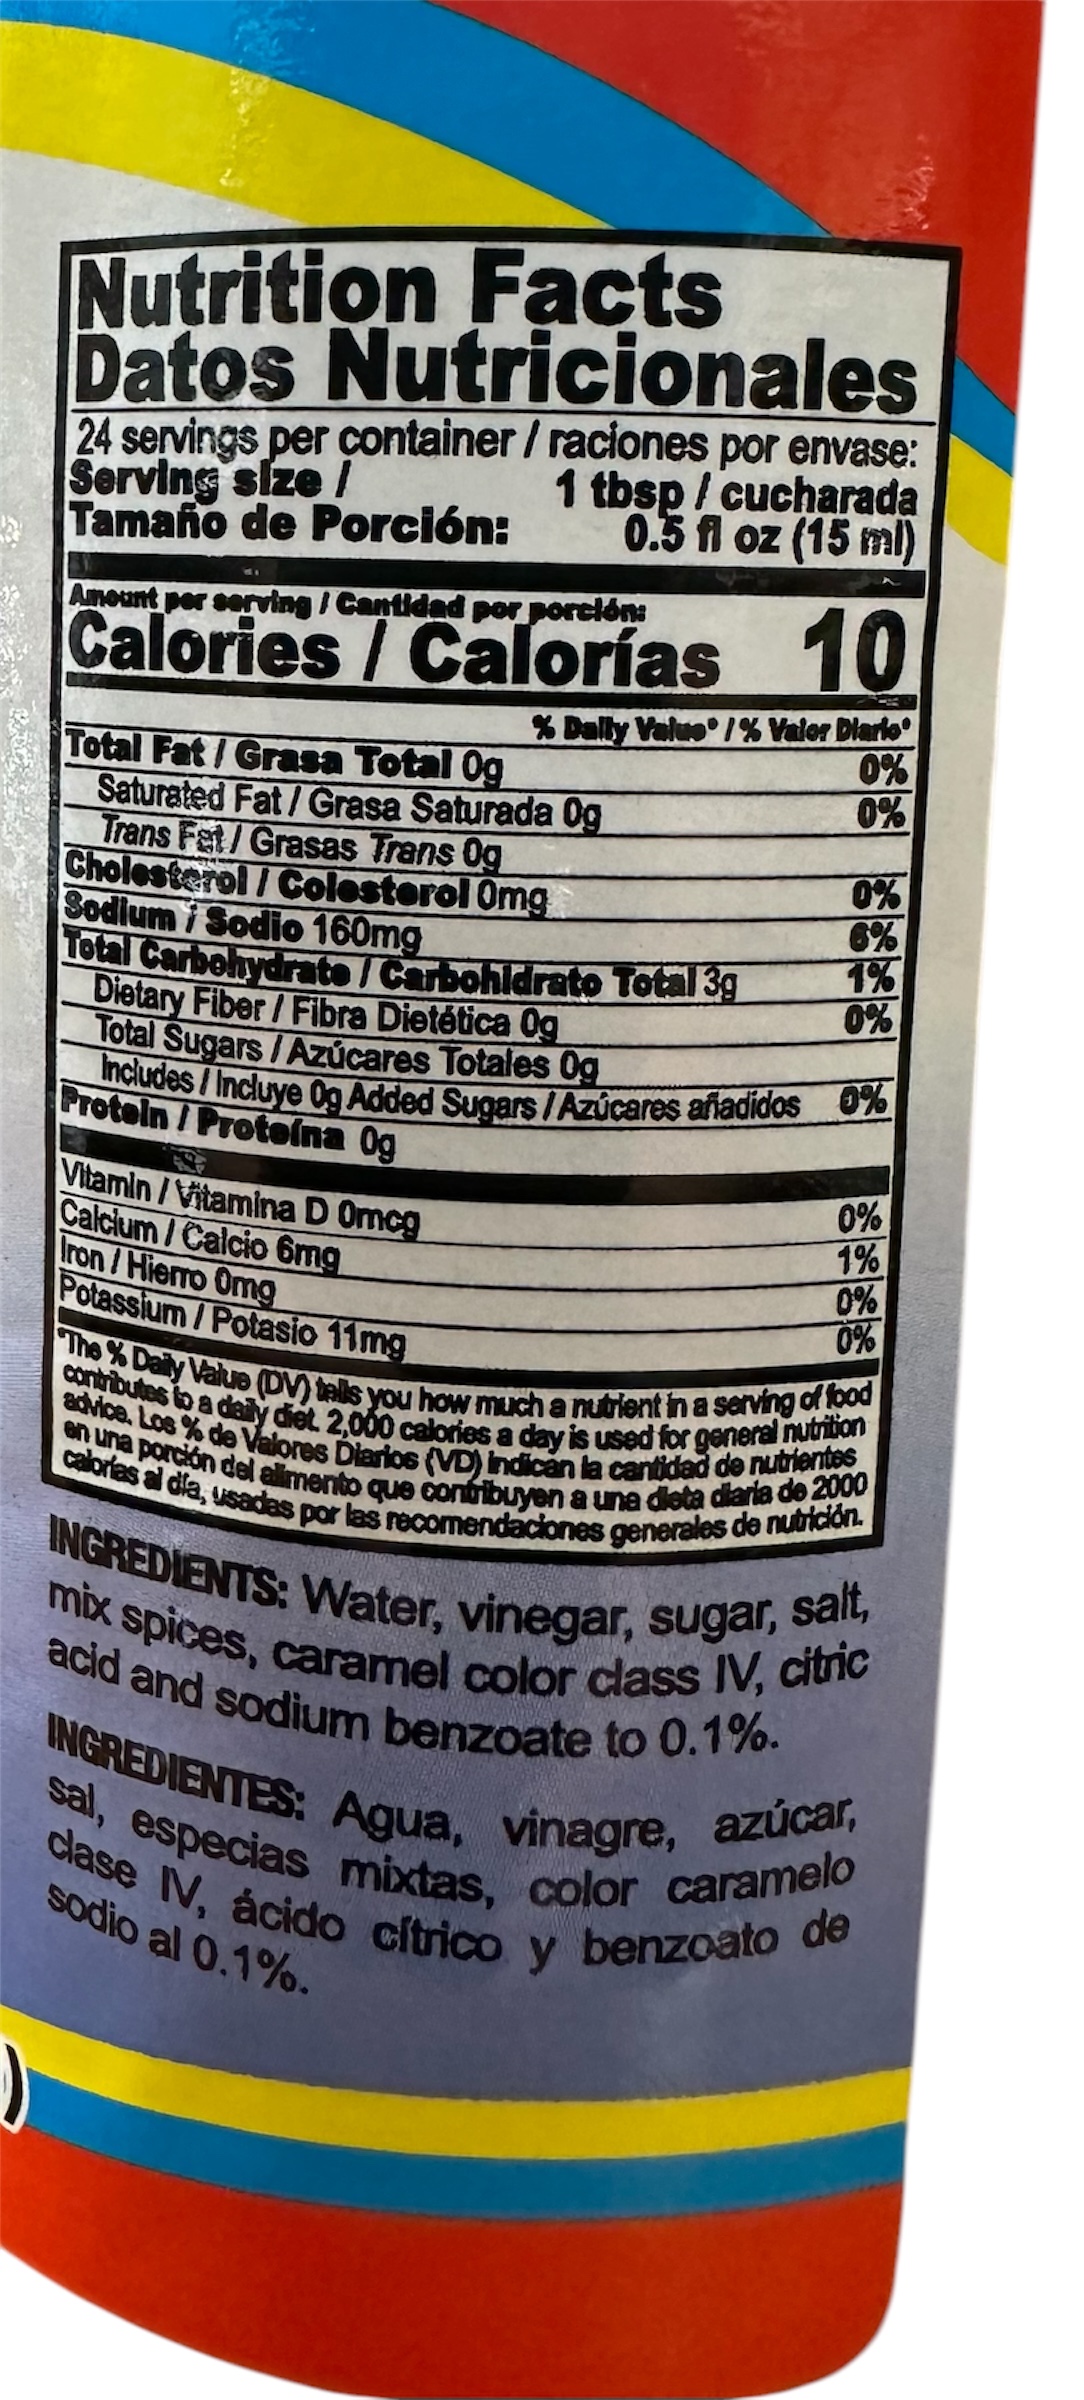 Nutrition Facts
Datos Nutricionales
24 servings per container / raciones por envase:
Serving size / 1 tbsp / cucharada
Tamaño de Porción: 0.5 fl oz (15 ml)
Amount per serving / Cantidad por porción:
Calories / Calorías 10
% Daily Value* / % Valor Diario*
Total Fat / Grasa Total 0g 0%
Saturated Fat / Grasa Saturada 0g 0%
Trans Fat / Grasas Trans 0g
Cholesterol / Colesterol 0mg 0%
Sodium / Sodio 160mg 6%
Total Carbohydrate / Carbohidrato Total 3g 1%
Dietary Fiber / Fibra Dietética 0g 0%
Total Sugars / Azúcares Totales 0g
Includes / Incluye 0g Added Sugars / Azúcares añadidos 0%
Protein / Proteína 0g
Vitamin / Vitamina D 0mcg 0%
Calcium / Calcio 6mg 1%
Iron / Hierro 0mg 0%
Potassium / Potasio 11mg 0%
*The % Daily Value (DV) tells you how much a nutrient in a serving of food
contributes to a daily diet. 2,000 calories a day is used for general nutrition
advice. Los % de Valores Diarios (VD) indican la cantidad de nutrientes
en una porción del alimento que contribuyen a una dieta diaria de 2000
calorías al día, usadas por las recomendaciones generales de nutrición.
INGREDIENTS: Water, vinegar, sugar, salt,
mix spices, caramel color class IV, citric
acid and sodium benzoate to 0.1%.
INGREDIENTES: Agua, vinagre, azúcar,
sal, especias mixtas, color caramelo
clase IV, ácido cítrico y benzoato de
sodio al 0.1%.
)